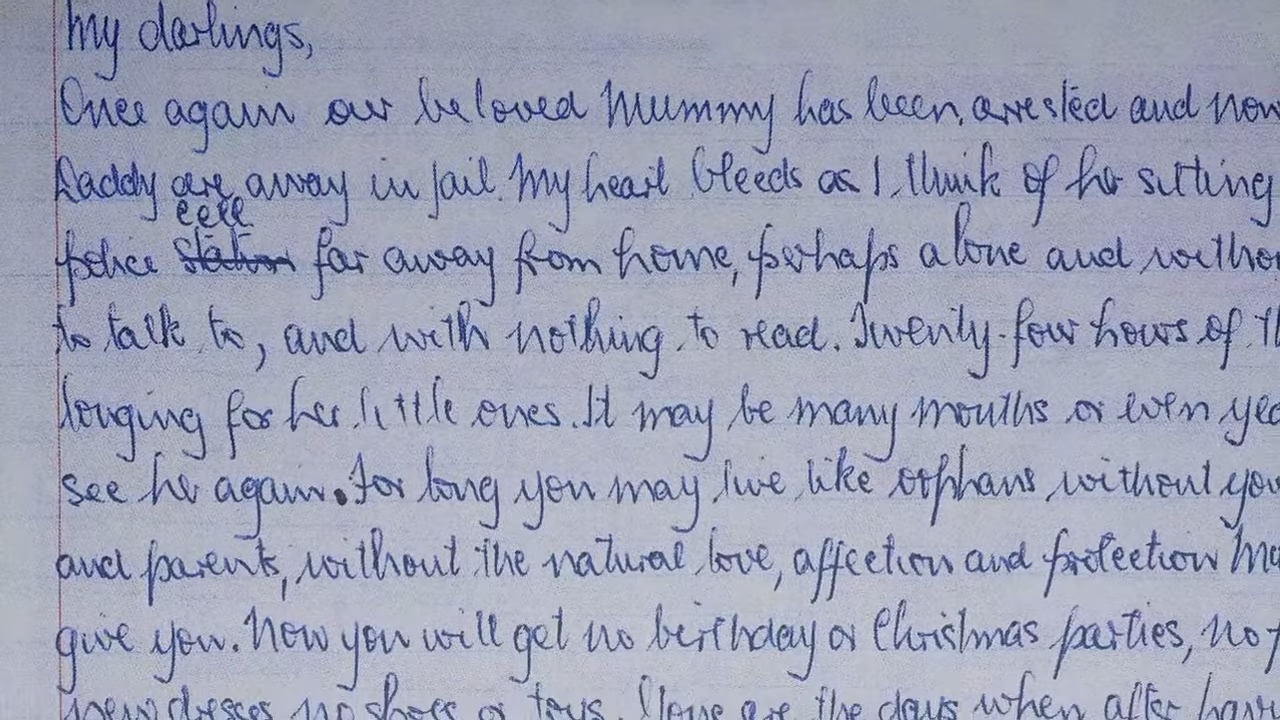 My darlings,
Once again our beloved Mummy has been arrested and now
Daddy are away in jail. My heart bleeds as I think of her sitting
cell
police station far away from home, perhaps alone and
to talk to, and with nothing to read. Twenty-four hours of
longing for her little ones. It may be many months or even
see her again. For long you may live like orphans without
and parents, without the natural love, affection and protection
give you. Now you will get no birthday or Christmas parties, no
new dresses no shoes or toys. Gone are the days when after